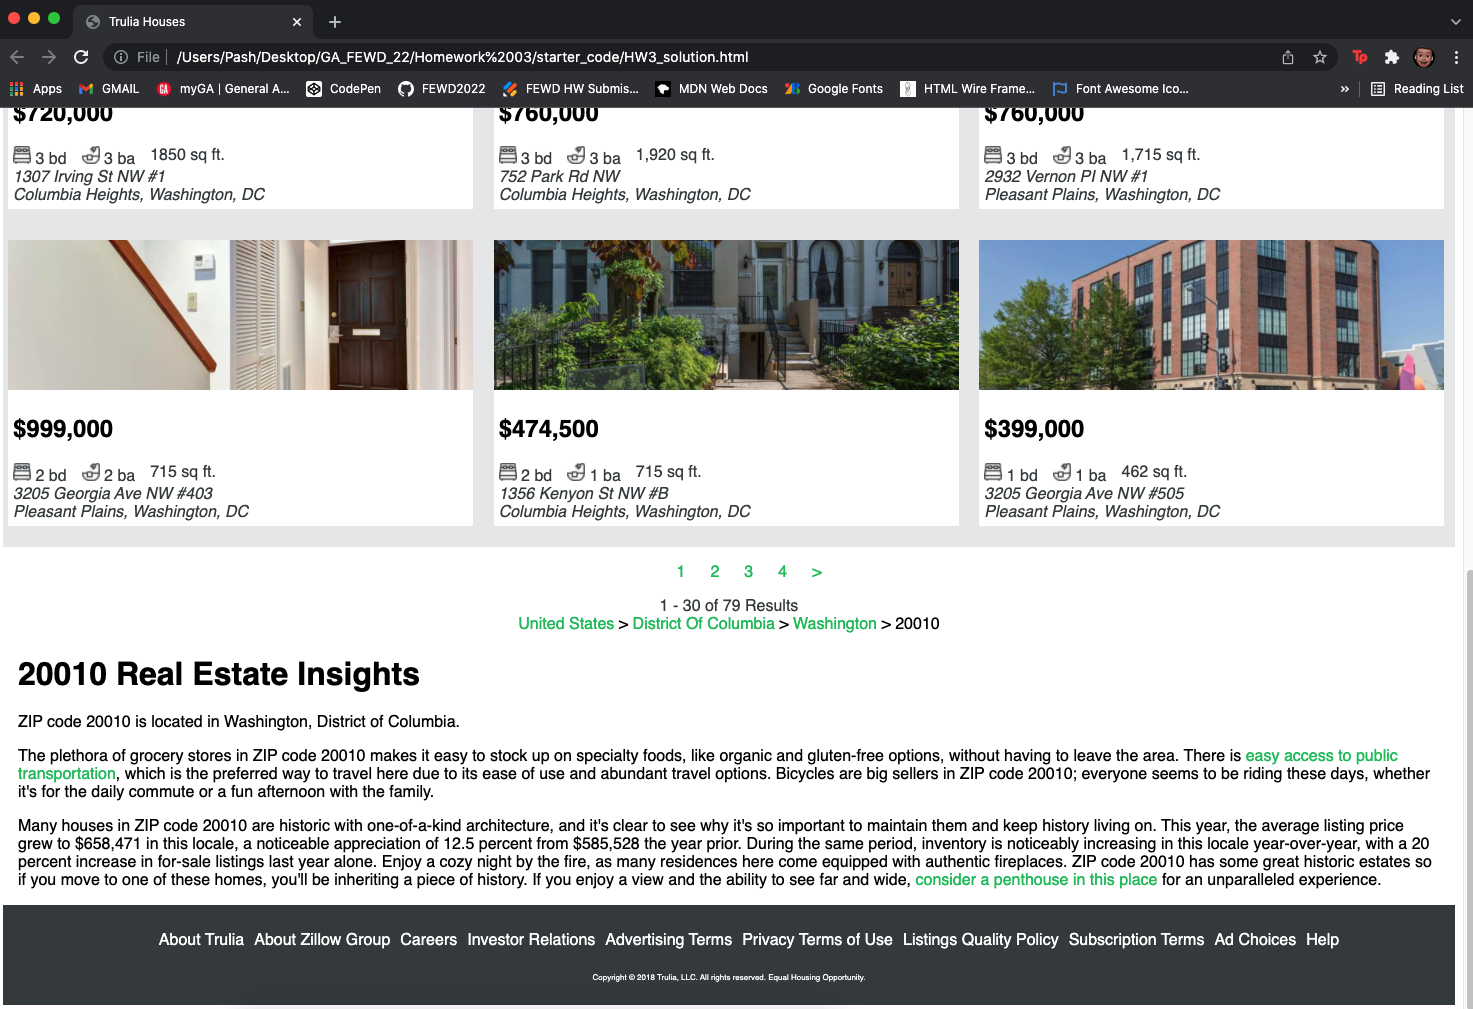 Trulia Houses
File /Users/Pash/Desktop/GA_FEWD_22/Homework%2003/starter_code/HW3_solution.html
Apps GMAIL myGA | General A... CodePen FEWD2022 FEWD HW Submis... MDN Web Docs Google Fonts HTML Wire Frame... Font Awesome Ico... » Reading List
$720,000 $760,000 $760,000
3 bd 3 ba 1850 sq ft. 3 bd 3 ba 1,920 sq ft. 3 bd 3 ba 1,715 sq ft.
1307 Irving St NW #1 752 Park Rd NW 2932 Vernon Pl NW #1
Columbia Heights, Washington, DC Columbia Heights, Washington, DC Pleasant Plains, Washington, DC
$999,000 $474,500 $399,000
2 bd 2 ba 715 sq ft. 2 bd 1 ba 715 sq ft. 1 bd 1 ba 462 sq ft.
3205 Georgia Ave NW #403 1356 Kenyon St NW #B 3205 Georgia Ave NW #505
Pleasant Plains, Washington, DC Columbia Heights, Washington, DC Pleasant Plains, Washington, DC
1 2 3 4 >
1 - 30 of 79 Results
United States > District Of Columbia > Washington > 20010
20010 Real Estate Insights
ZIP code 20010 is located in Washington, District of Columbia.
The plethora of grocery stores in ZIP code 20010 makes it easy to stock up on specialty foods, like organic and gluten-free options, without having to leave the area. There is easy access to public
transportation, which is the preferred way to travel here due to its ease of use and abundant travel options. Bicycles are big sellers in ZIP code 20010; everyone seems to be riding these days, whether
it's for the daily commute or a fun afternoon with the family.
Many houses in ZIP code 20010 are historic with one-of-a-kind architecture, and it's clear to see why it's so important to maintain them and keep history living on. This year, the average listing price
grew to $658,471 in this locale, a noticeable appreciation of 12.5 percent from $585,528 the year prior. During the same period, inventory is noticeably increasing in this locale year-over-year, with a 20
percent increase in for-sale listings last year alone. Enjoy a cozy night by the fire, as many residences here come equipped with authentic fireplaces. ZIP code 20010 has some great historic estates so
if you move to one of these homes, you'll be inheriting a piece of history. If you enjoy a view and the ability to see far and wide, consider a penthouse in this place for an unparalleled experience.
About Trulia About Zillow Group Careers Investor Relations Advertising Terms Privacy Terms of Use Listings Quality Policy Subscription Terms Ad Choices Help
Copyright © 2018 Trulia, LLC. All rights reserved. Equal Housing Opportunity.